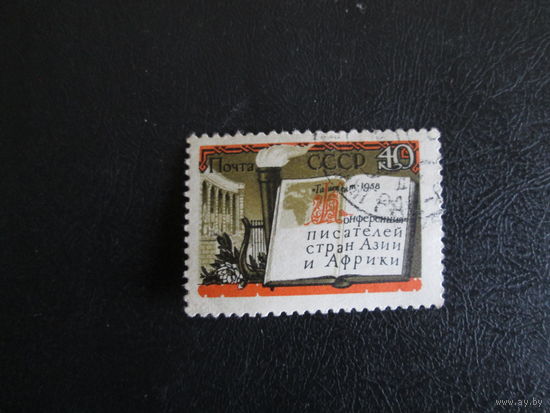 Почта СССР 40
к
•Ташкент•1958
Конференция
писателей
стран Азии
и Африки
www.ay.by